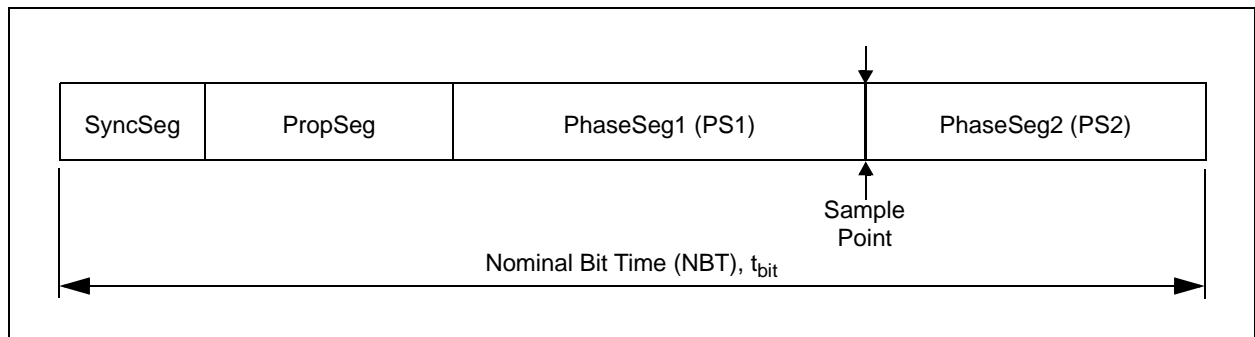 SyncSeg PropSeg PhaseSeg1 (PS1) PhaseSeg2 (PS2)
Sample
Point
Nominal Bit Time (NBT), tbit